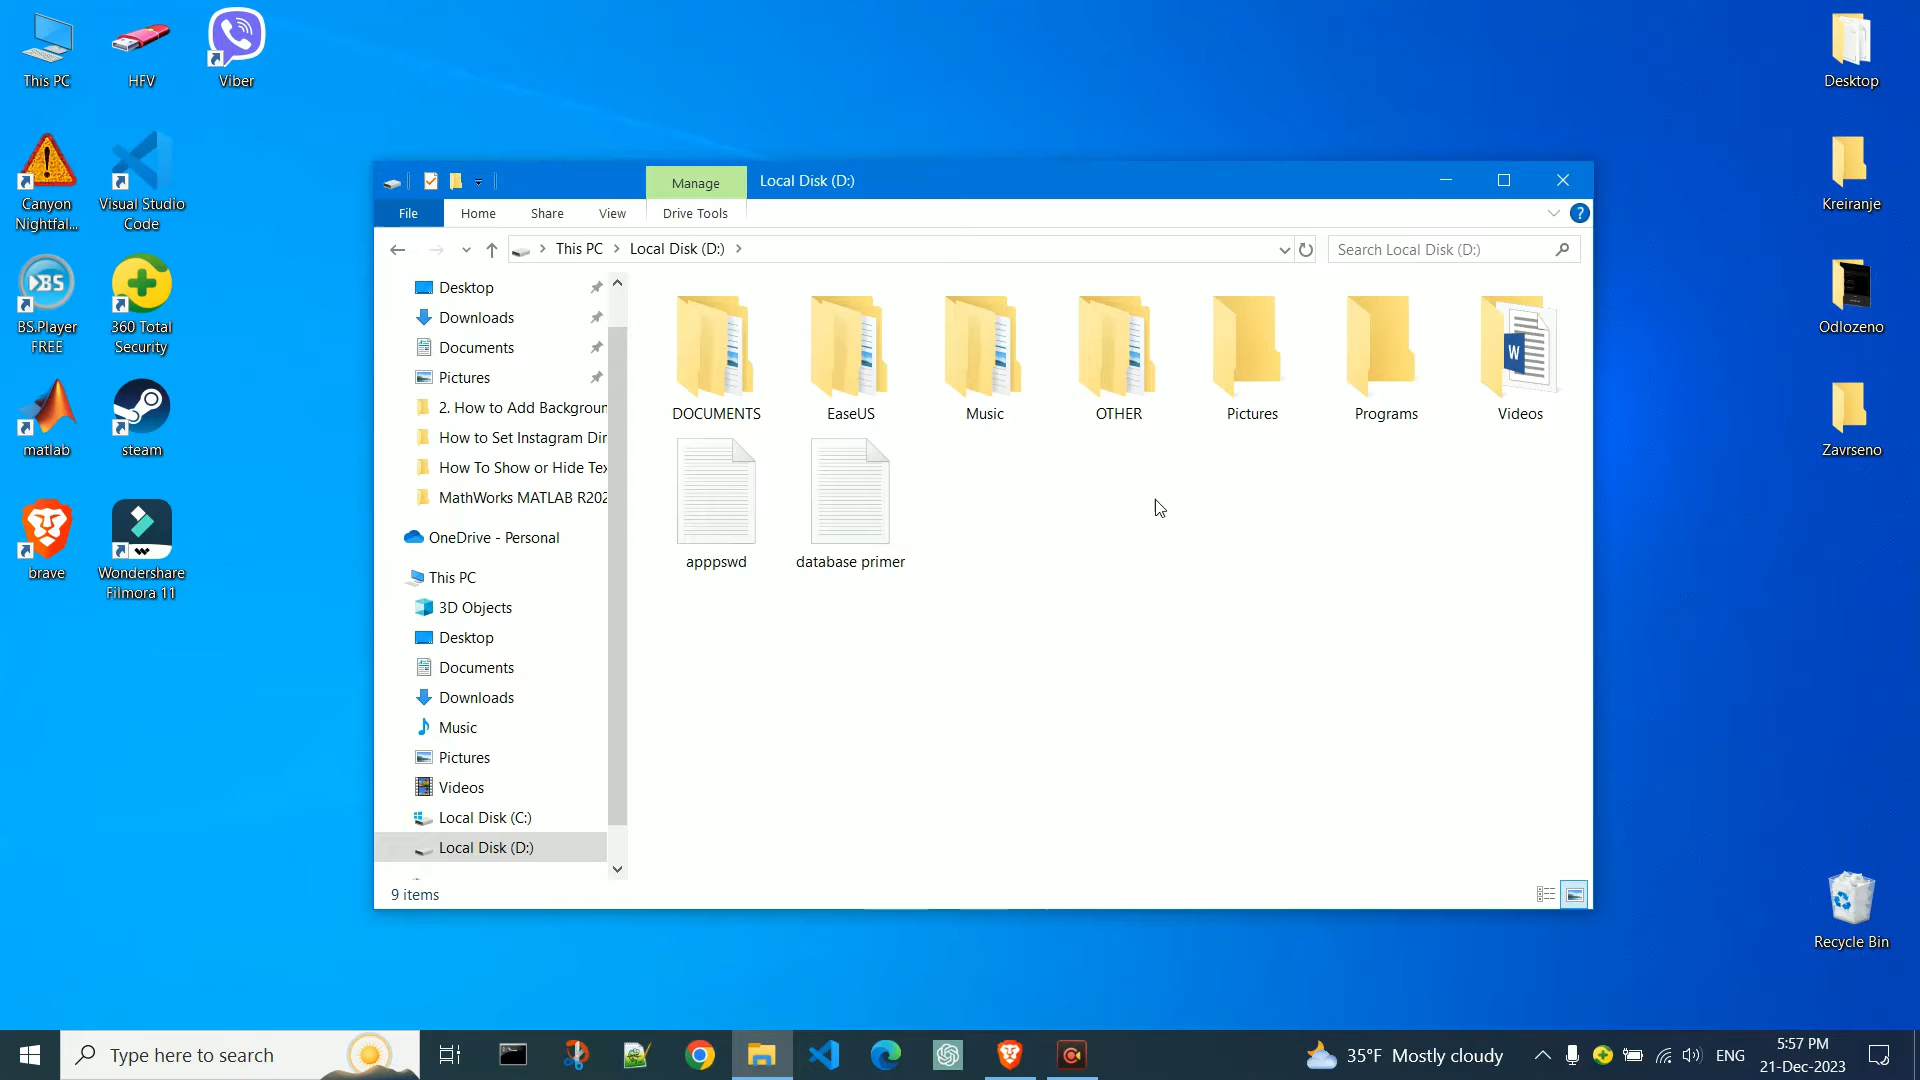 This PC
HFV
Viber
Canyon
Nightfal...
Visual Studio
Code
BS.Player
FREE
360 Total
Security
matlab
steam
brave
Wondershare
Filmora 11
Manage
Local Disk (D:)
File
Home
Share
View
Drive Tools
This PC
Local Disk (D:)
Search Local Disk (D:)
Desktop
Downloads
Documents
Pictures
2. How to Add Backgroun
How to Set Instagram Dir
How To Show or Hide Tex
MathWorks MATLAB R202
OneDrive - Personal
This PC
3D Objects
Desktop
Documents
Downloads
Music
Pictures
Videos
Local Disk (C:)
Local Disk (D:)
DOCUMENTS
EaseUS
Music
OTHER
Pictures
Programs
Videos
apppswd
database primer
9 items
Desktop
Kreiranje
Odlozeno
Zavrseno
Recycle Bin
Type here to search
35°F Mostly cloudy
ENG
5:57 PM
21-Dec-2023